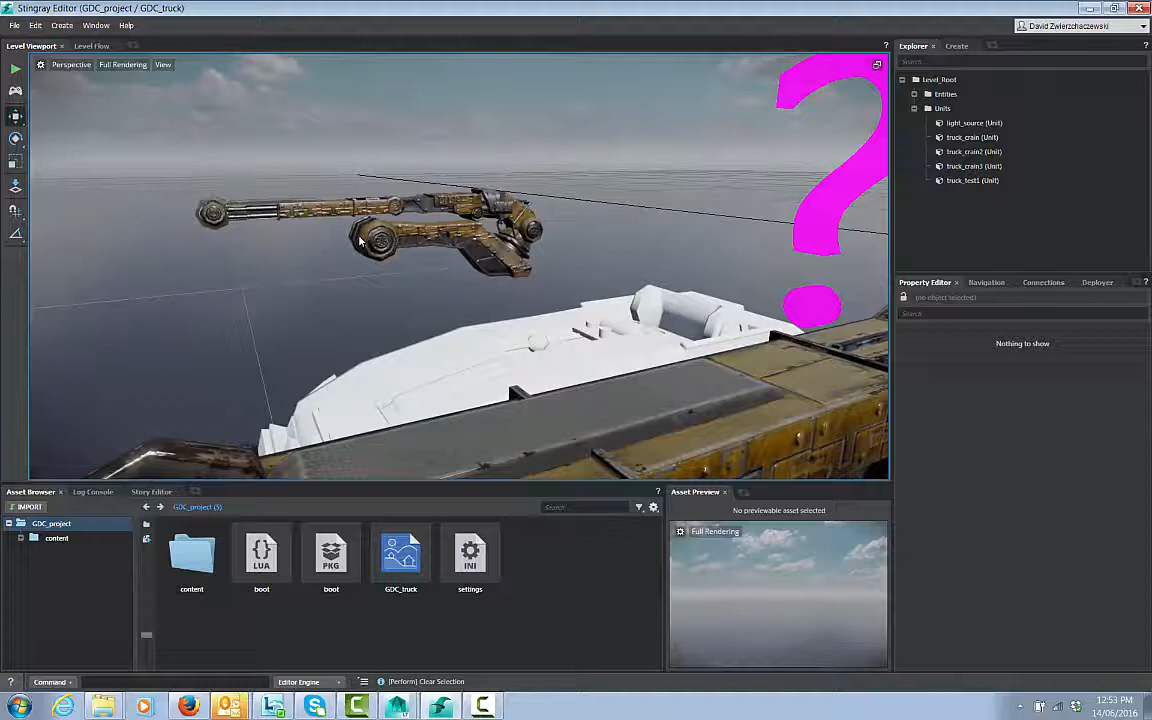 Stingray Editor (GDC_project / GDC_truck)
File Edit Create Window Help
David Zwierzchaczewski
Level Viewport Level Flow ?
Perspective Full Rendering View
?
Explorer Create ?
Search...
Level_Root
Entities
Units
light_source (Unit)
truck_crain (Unit)
truck_crain2 (Unit)
truck_crain3 (Unit)
truck_test1 (Unit)
Property Editor Navigation Connections Deployer ?
(no object selected)
Search
Nothing to show
Asset Browser Log Console Story Editor ?
IMPORT
GDC_project (5)
Search...
GDC_project
content
LUA PKG INI
content boot boot GDC_truck settings
Asset Preview
No previewable asset selected
Full Rendering
? Command Editor Engine [Perform] Clear Selection
12:53 PM
14/06/2016